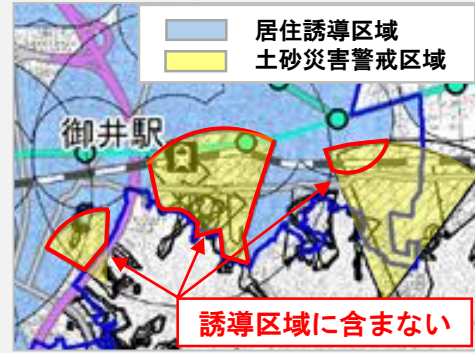 居住誘導区域
土砂災害警戒区域
御井駅
誘導区域に含まない